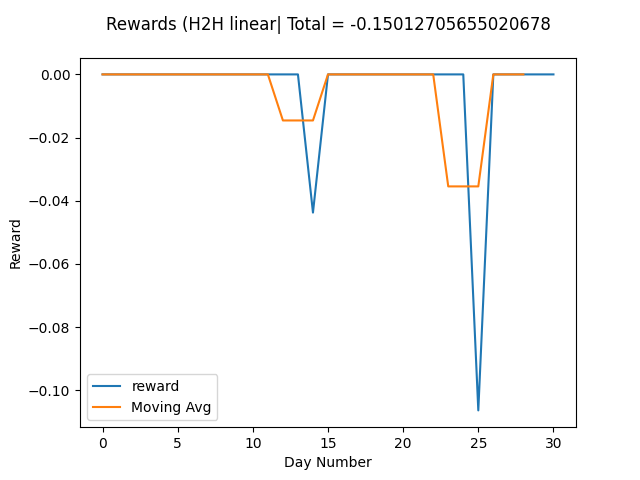 Rewards (H2H linear| Total = -0.15012705655020678
0.00
−0.02
−0.04
−0.06
−0.08
−0.10
Reward
reward
Moving Avg
0 5 10 15 20 25 30
Day Number